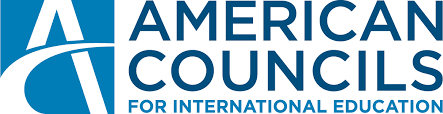 AMERICAN
COUNCILS
FOR INTERNATIONAL EDUCATION